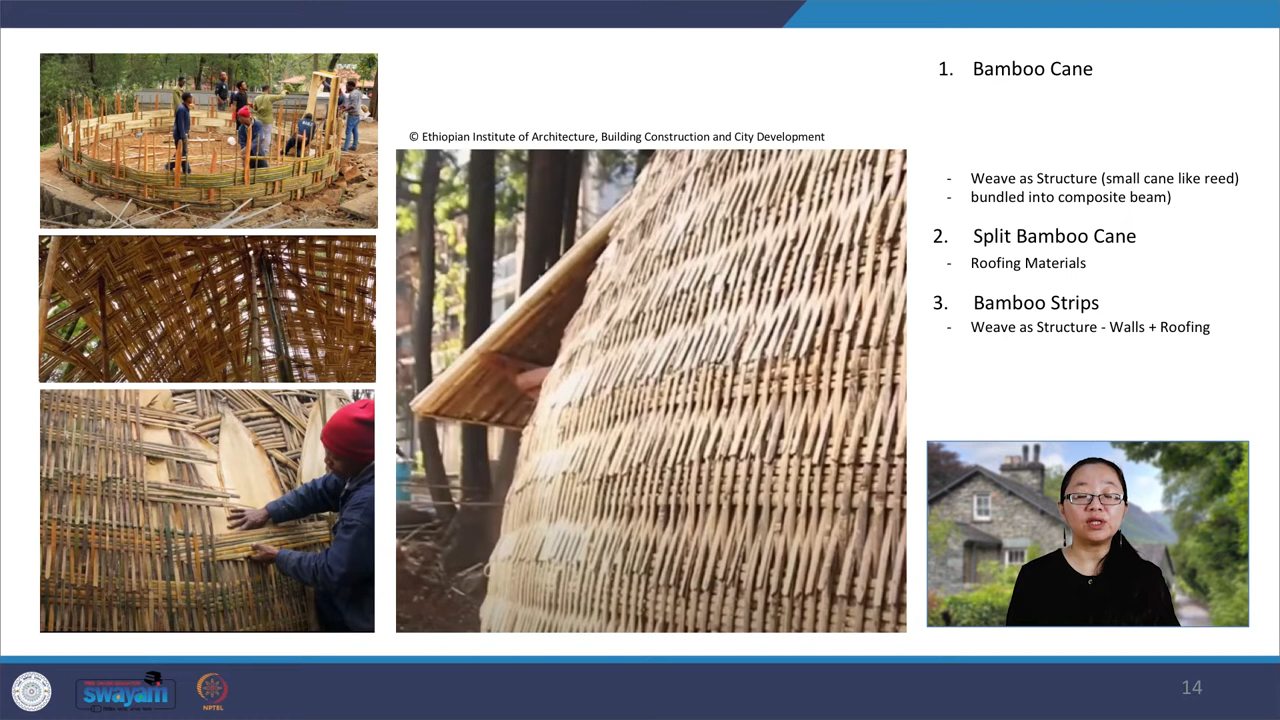 © Ethiopian Institute of Architecture, Building Construction and City Development
1. Bamboo Cane
- Weave as Structure (small cane like reed)
- bundled into composite beam)
2. Split Bamboo Cane
- Roofing Materials
3. Bamboo Strips
- Weave as Structure - Walls + Roofing
swayam
NPTEL
14